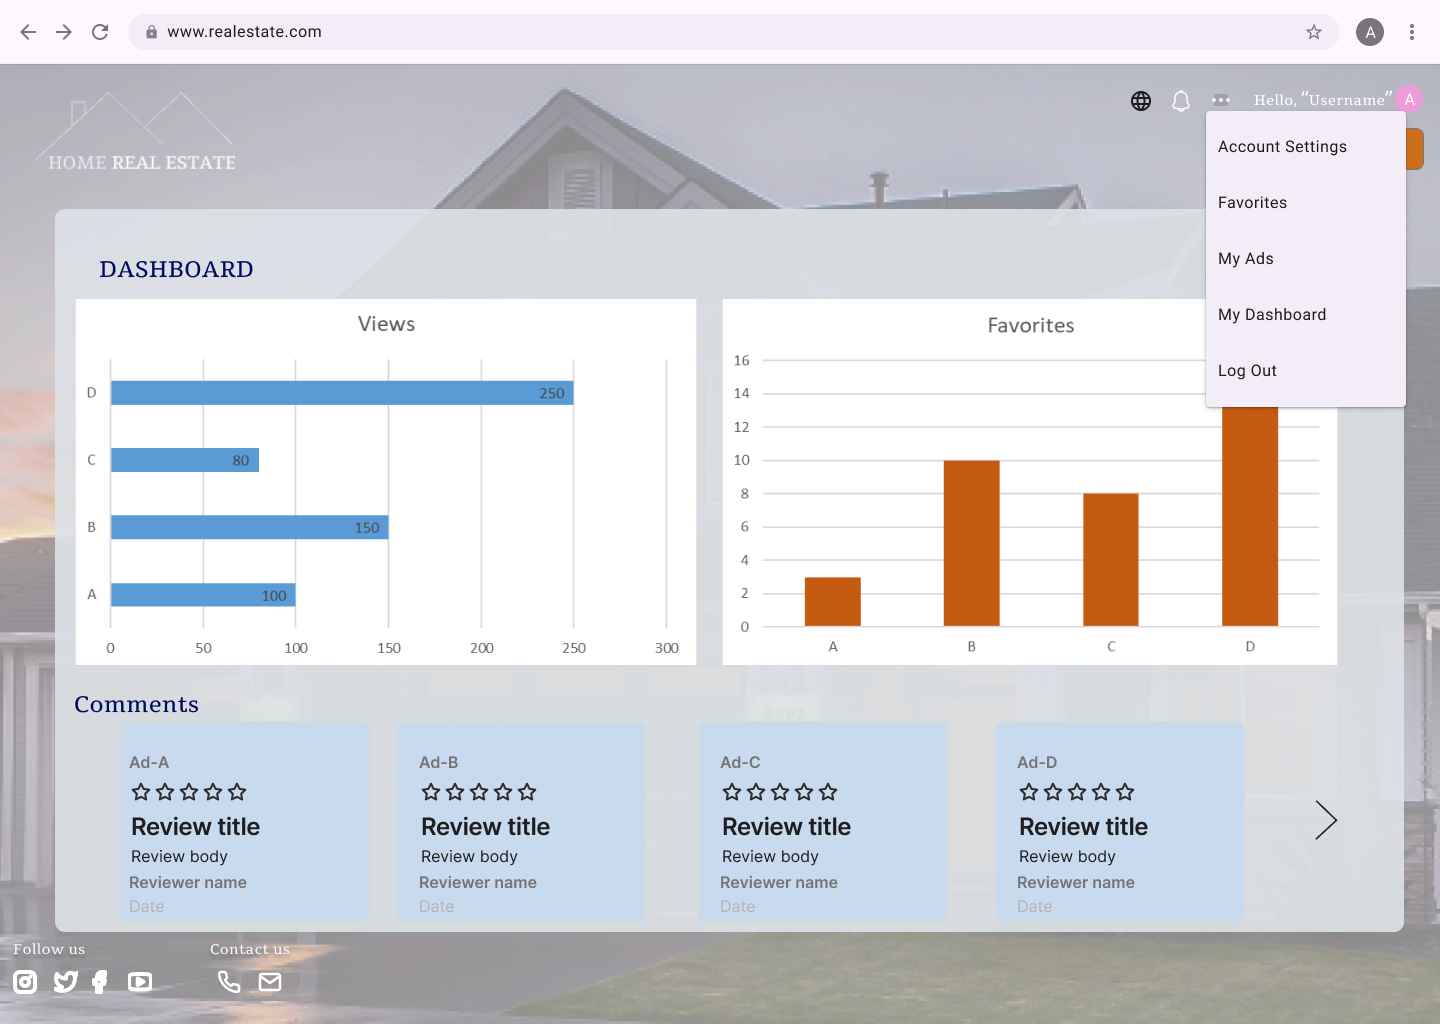 www.realestate.com
A
HOME REAL ESTATE
Hello, “Username”
A
Account Settings
Favorites
My Ads
My Dashboard
Log Out
DASHBOARD
Views
D
250
C
80
B
150
A
100
0 50 100 150 200 250 300
Favorites
16
14
12
10
8
6
4
2
0
A B C D
Comments
Ad-A
Review title
Review body
Reviewer name
Date
Ad-B
Review title
Review body
Reviewer name
Date
Ad-C
Review title
Review body
Reviewer name
Date
Ad-D
Review title
Review body
Reviewer name
Date
Follow us
Contact us